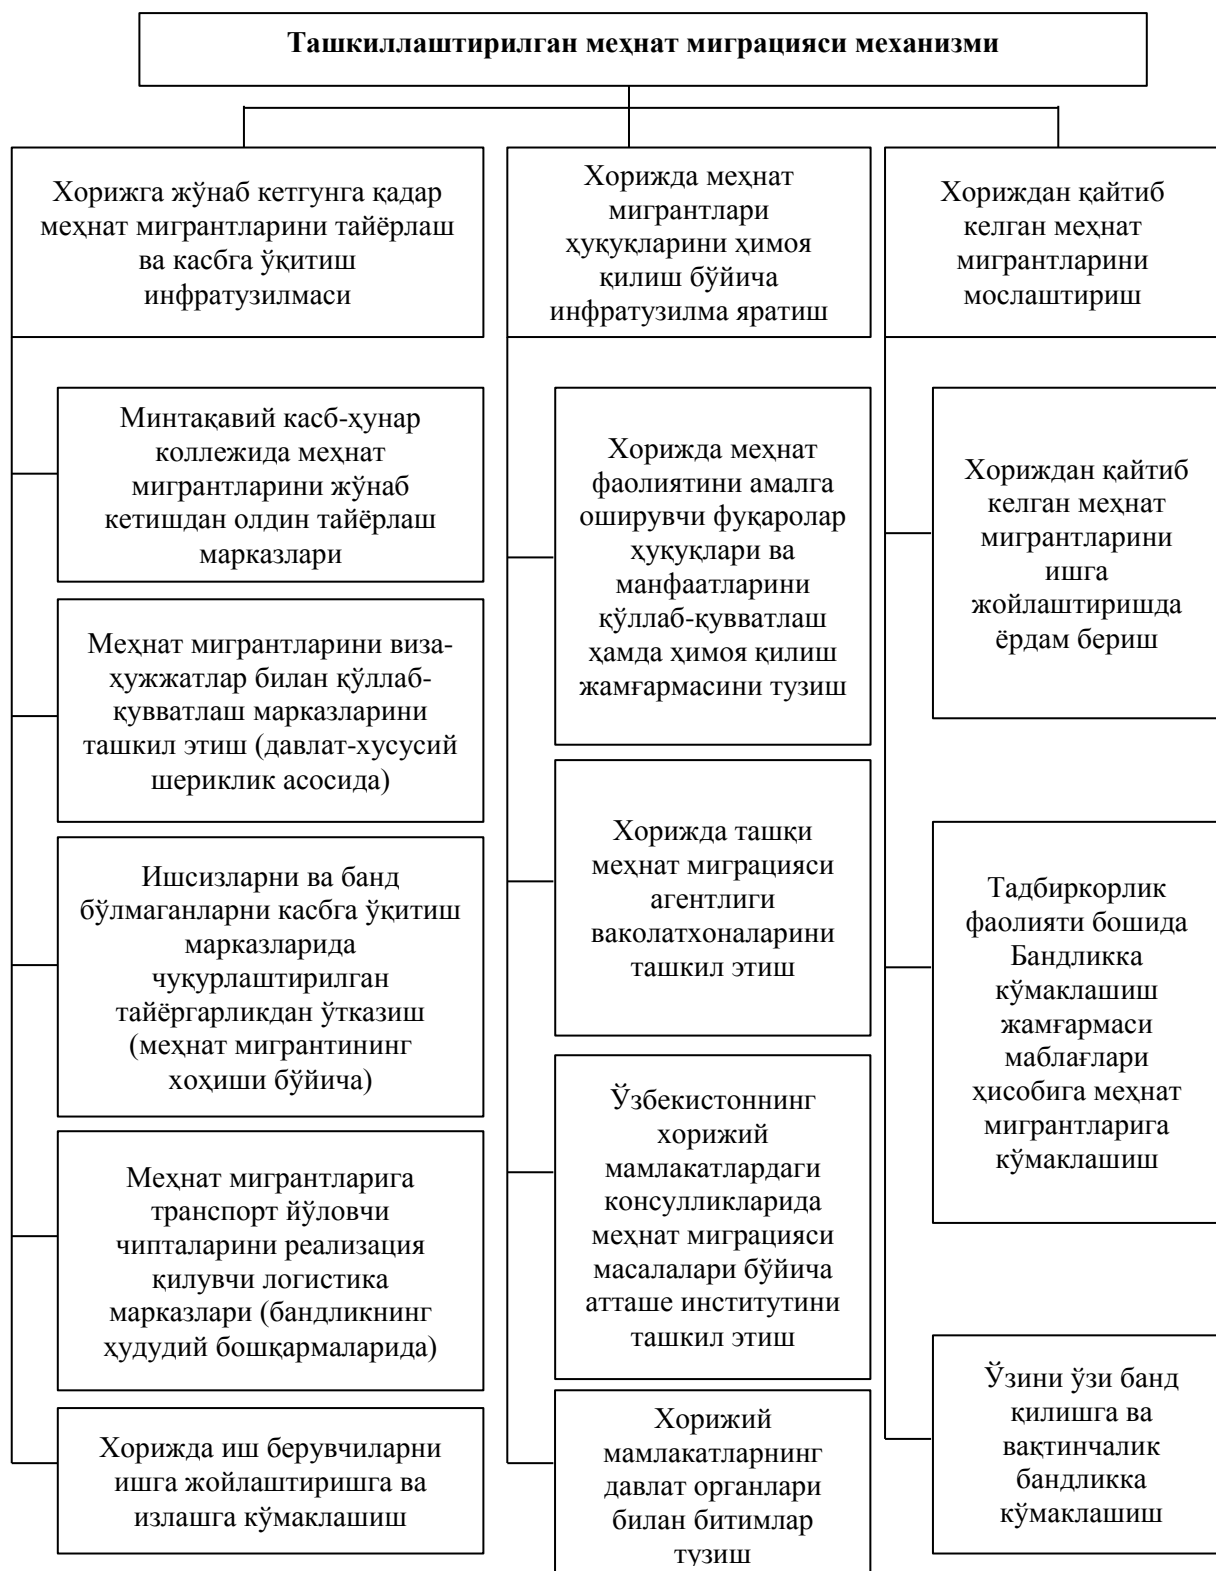 Ташкиллаштирилган меҳнат миграцияси механизми
Хорижга жўнаб кетгунга қадар
меҳнат мигрантларини тайёрлаш
ва касбга ўқитиш
инфратузилмаси
Минтақавий касб-ҳунар
коллежида меҳнат
мигрантларини жўнаб
кетишдан олдин тайёрлаш
марказлари
Меҳнат мигрантларини виза-
ҳужжатлар билан қўллаб-
қувватлаш марказларини
ташкил этиш (давлат-хусусий
шериклик асосида)
Ишсизларни ва банд
бўлмаганларни касбга ўқитиш
марказларида
чуқурлаштирилган
тайёргарликдан ўтказиш
(меҳнат мигрантининг
хоҳиши бўйича)
Меҳнат мигрантларига
транспорт йўловчи
чипталарини реализация
қилувчи логистика
марказлари (бандликнинг
ҳудудий бошқармаларида)
Хорижда иш берувчиларни
ишга жойлаштиришга ва
излашга кўмаклашиш
Хорижда меҳнат
мигрантлари
ҳуқуқларини ҳимоя
қилиш бўйича
инфратузилма яратиш
Хорижда меҳнат
фаолиятини амалга
оширувчи фуқаролар
ҳуқуқлари ва
манфаатларини
қўллаб-қувватлаш
ҳамда ҳимоя қилиш
жамғармасини тузиш
Хорижда ташқи
меҳнат миграцияси
агентлиги
ваколатхоналарини
ташкил этиш
Ўзбекистоннинг
хорижий
мамлакатлардаги
консулликларида
меҳнат миграцияси
масалалари бўйича
атташе институтини
ташкил этиш
Хорижий
мамлакатларнинг
давлат органлари
билан битимлар
тузиш
Хориждан қайтиб
келган меҳнат
мигрантларини
мослаштириш
Хориждан қайтиб
келган меҳнат
мигрантларини
ишга
жойлаштиришда
ёрдам бериш
Тадбиркорлик
фаолияти бошида
Бандликка
кўмаклашиш
жамғармаси
маблағлари
ҳисобига меҳнат
мигрантларига
кўмаклашиш
Ўзини ўзи банд
қилишга ва
вақтинчалик
бандликка
кўмаклашиш